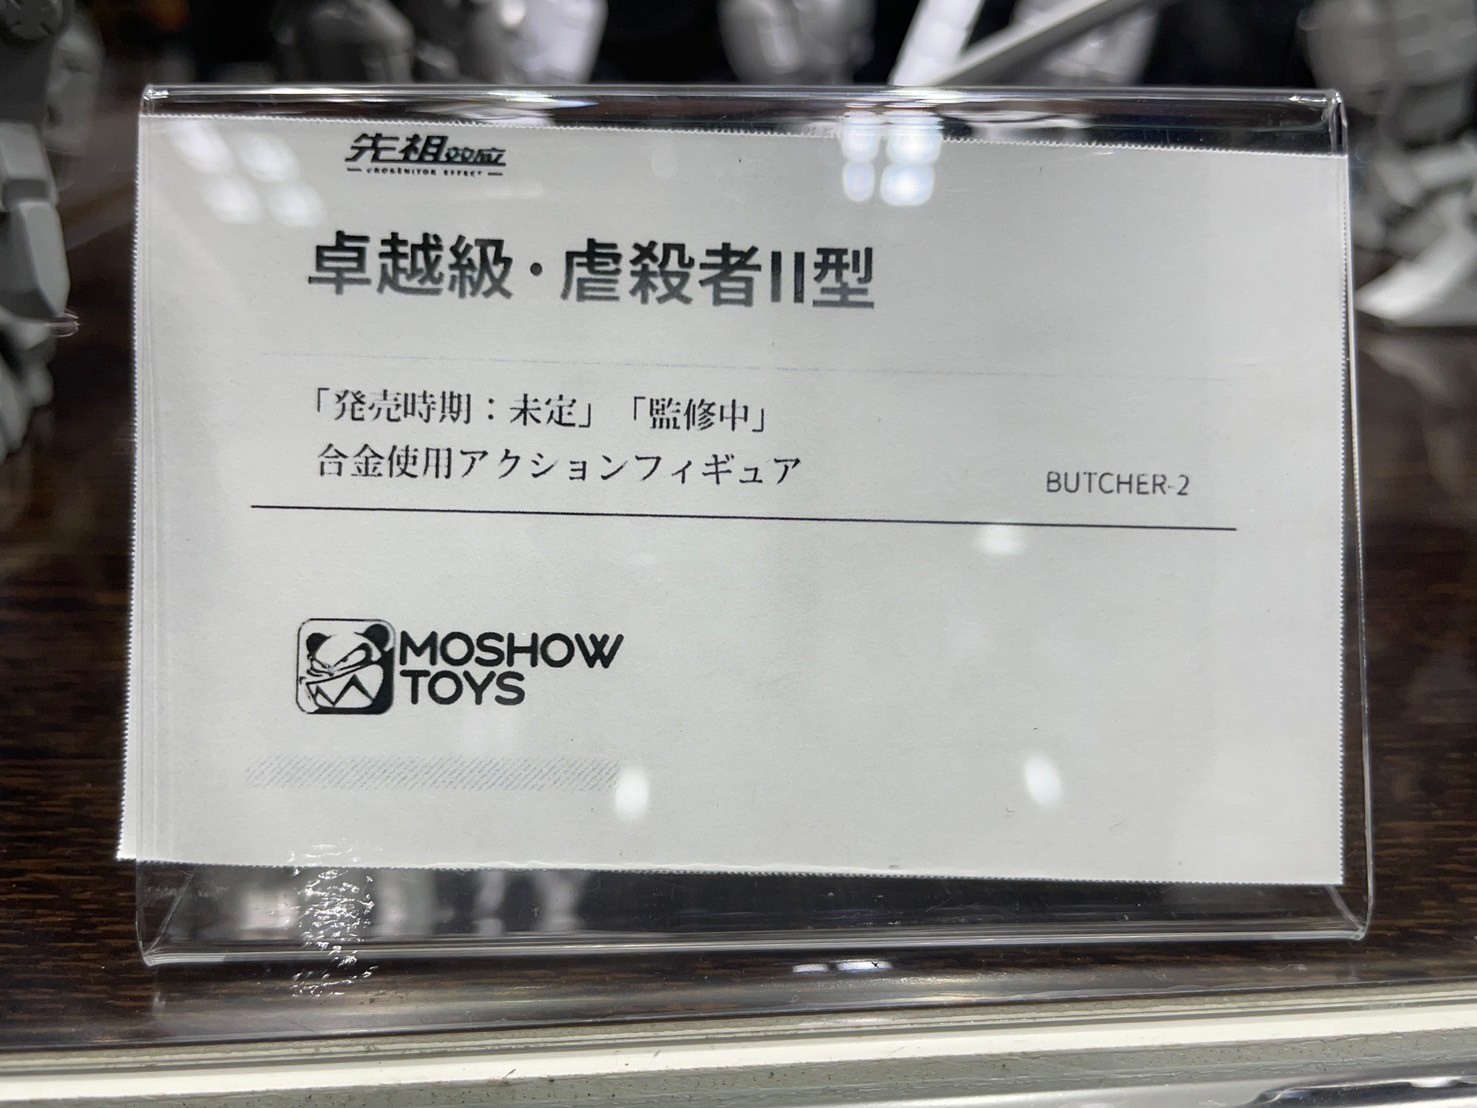 先祖效应
PROGENITOR EFFECT
卓越級·虐殺者II型
「発売時期：未定」「監修中」
合金使用アクションフィギュア
BUTCHER-2
MOSHOW
TOYS